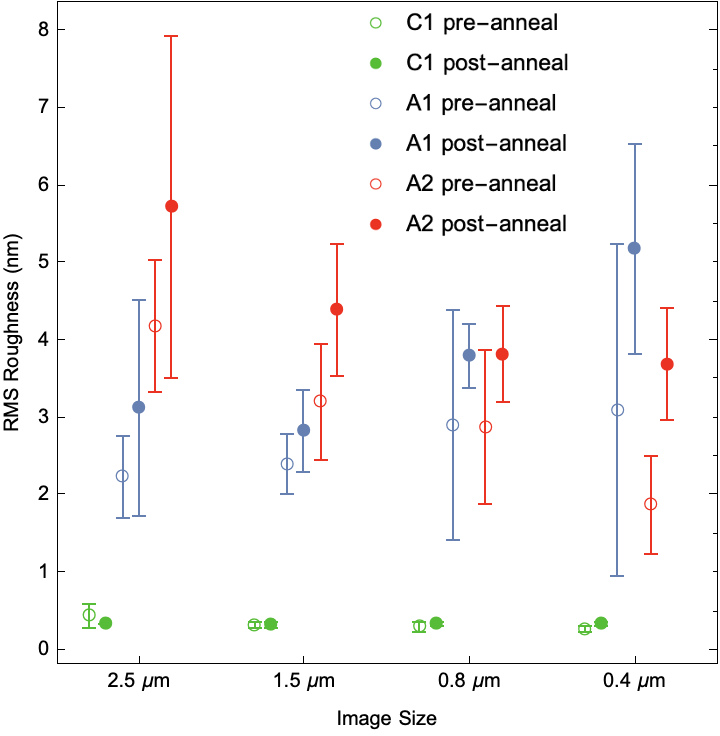 C1 pre−anneal
C1 post−anneal
A1 pre−anneal
A1 post−anneal
A2 pre−anneal
A2 post−anneal
8
7
6
5
4
3
2
1
0
RMS Roughness (nm)
2.5 μm 1.5 μm 0.8 μm 0.4 μm
Image Size